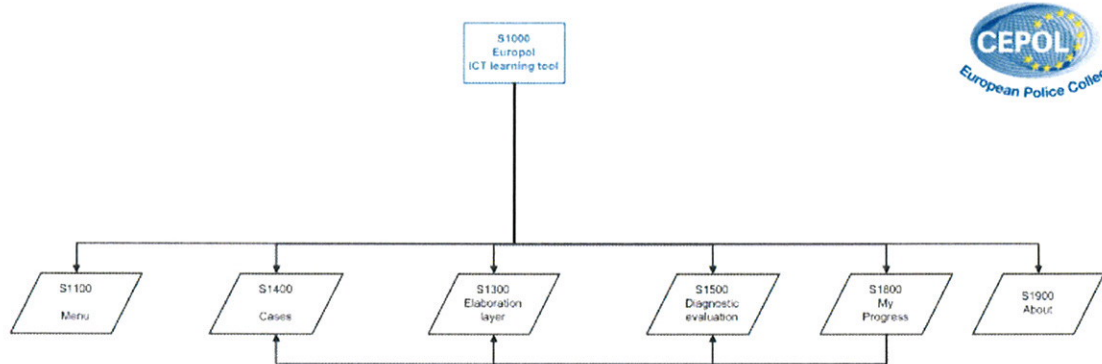 S1000
Europol
ICT learning tool
CEPOL
European Police Colle
S1100
Menu
S1400
Cases
S1300
Elaboration
layer
S1500
Diagnostic
evaluation
S1800
My
Progress
S1900
About